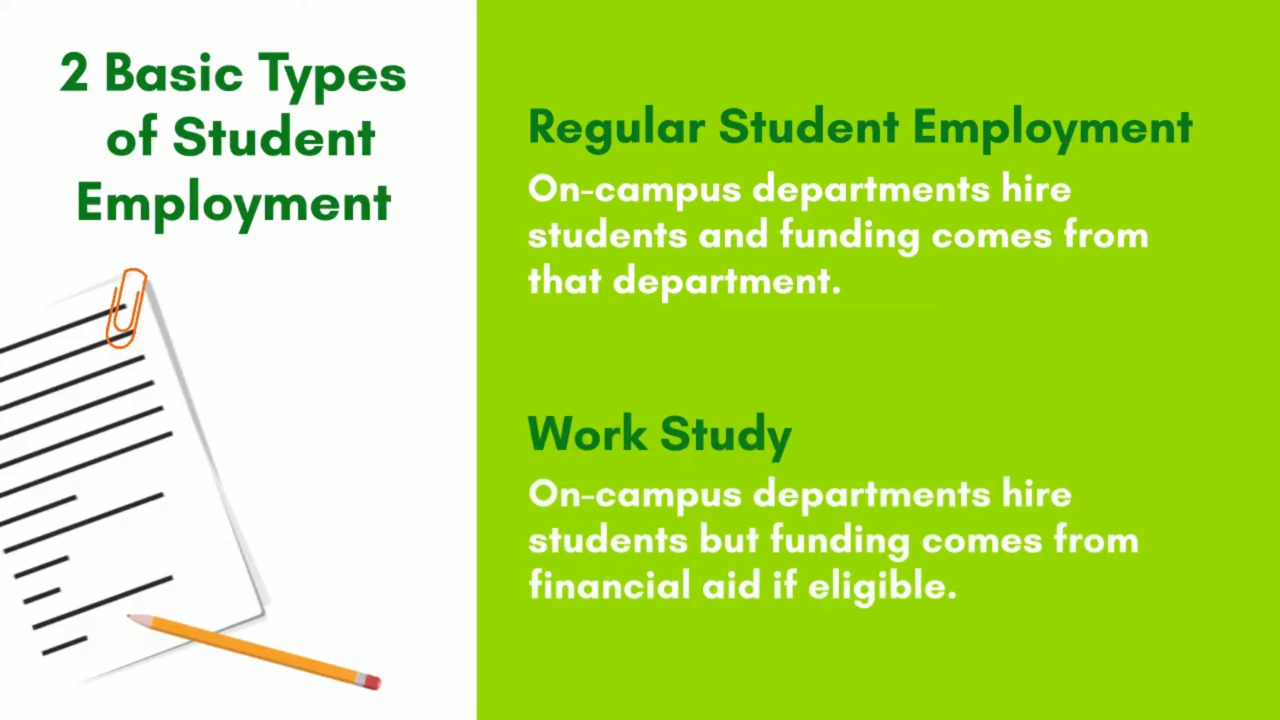 2 Basic Types
of Student
Employment
Regular Student Employment
On-campus departments hire
students and funding comes from
that department.
Work Study
On-campus departments hire
students but funding comes from
financial aid if eligible.